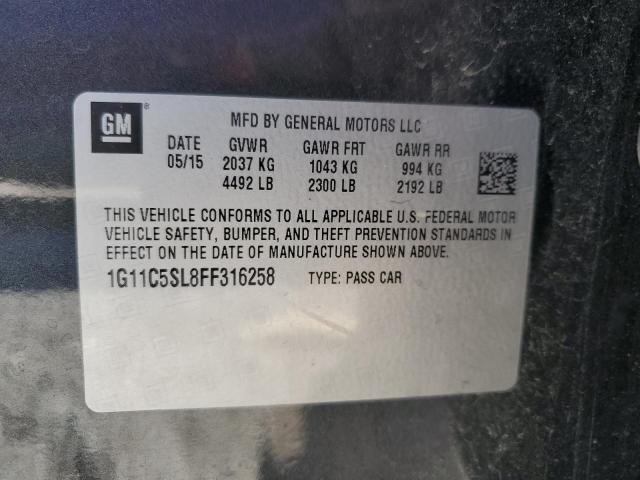 GM ®
MFD BY GENERAL MOTORS LLC
DATE GVWR GAWR FRT GAWR RR
05/15 2037 KG 1043 KG 994 KG
4492 LB 2300 LB 2192 LB
THIS VEHICLE CONFORMS TO ALL APPLICABLE U.S. FEDERAL MOTOR
VEHICLE SAFETY, BUMPER, AND THEFT PREVENTION STANDARDS IN
EFFECT ON THE DATE OF MANUFACTURE SHOWN ABOVE.
1G11C5SL8FF316258 TYPE: PASS CAR